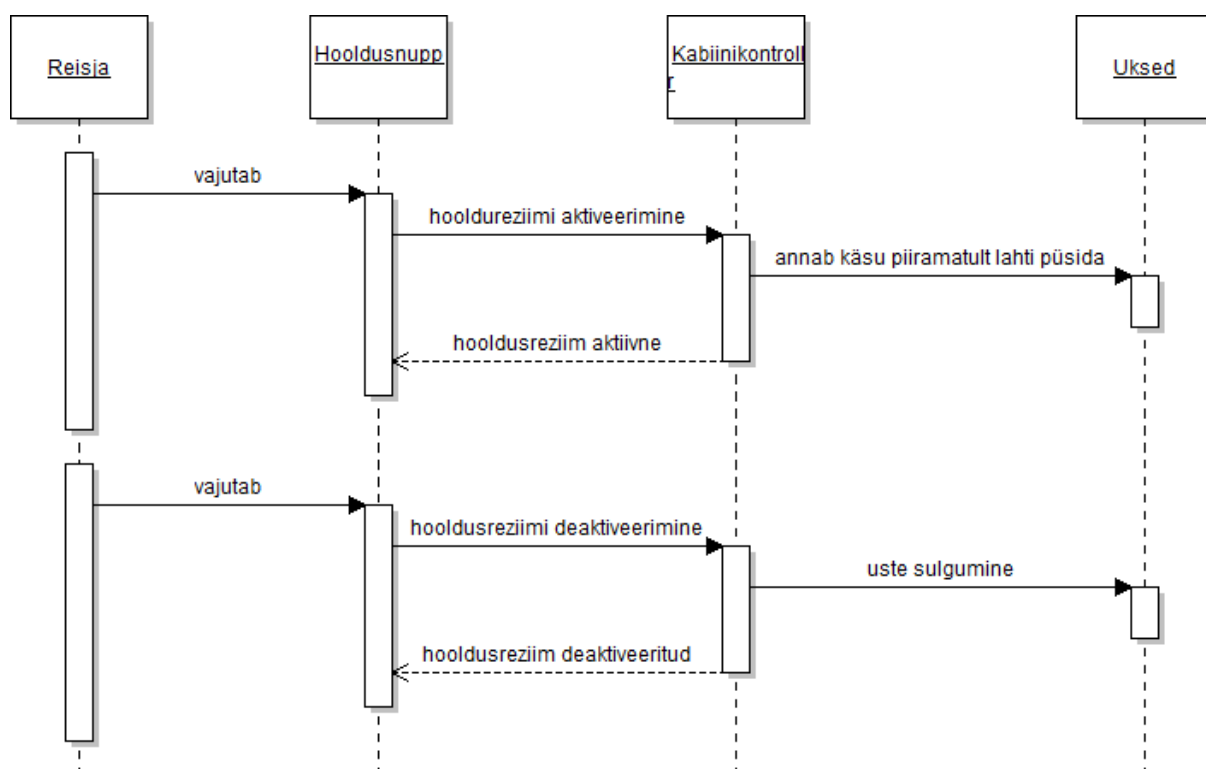 Reisja
Hooldusnupp
Kabiinikontroll
r
Uksed
vajutab
hooldureziimi aktiveerimine
annab käsu piiramatult lahti püsida
hooldusreziim aktiivne
vajutab
hooldusreziimi deaktiveerimine
uste sulgumine
hooldusreziim deaktiveeritud